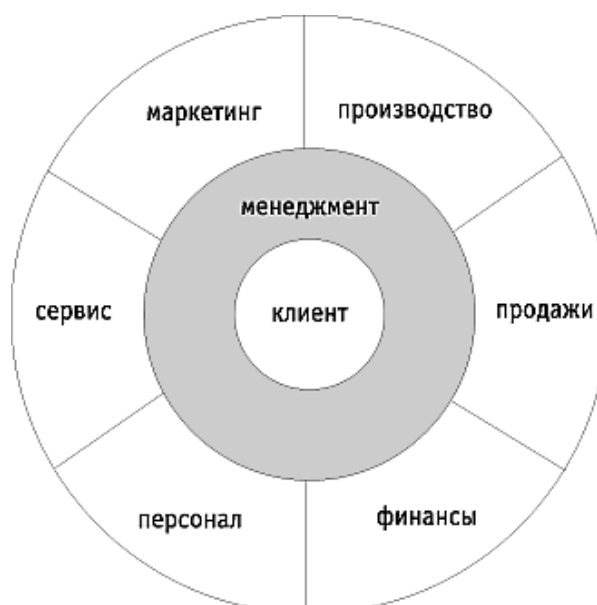 маркетинг
производство
менеджмент
сервис
клиент
продажи
персонал
финансы